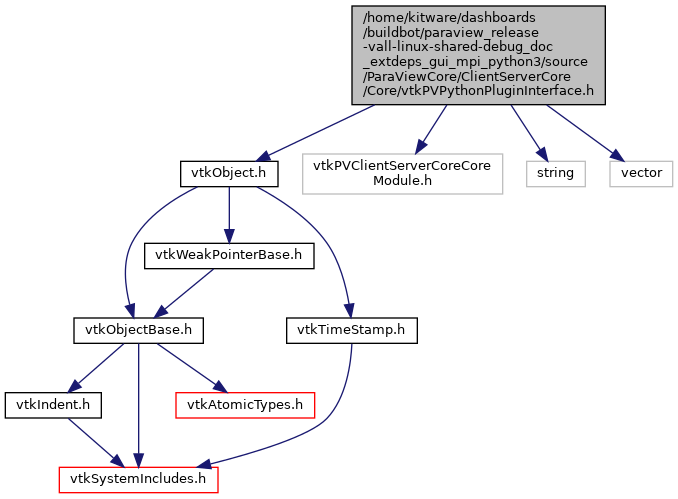 /home/kitware/dashboards
/buildbot/paraview_release
-vall-linux-shared-debug_doc
_extdeps_gui_mpi_python3/source
/ParaViewCore/ClientServerCore
/Core/vtkPVPythonPluginInterface.h
vtkObject.h
vtkPVClientServerCoreCore
Module.h
string
vector
vtkWeakPointerBase.h
vtkObjectBase.h
vtkTimeStamp.h
vtkIndent.h
vtkAtomicTypes.h
vtkSystemIncludes.h